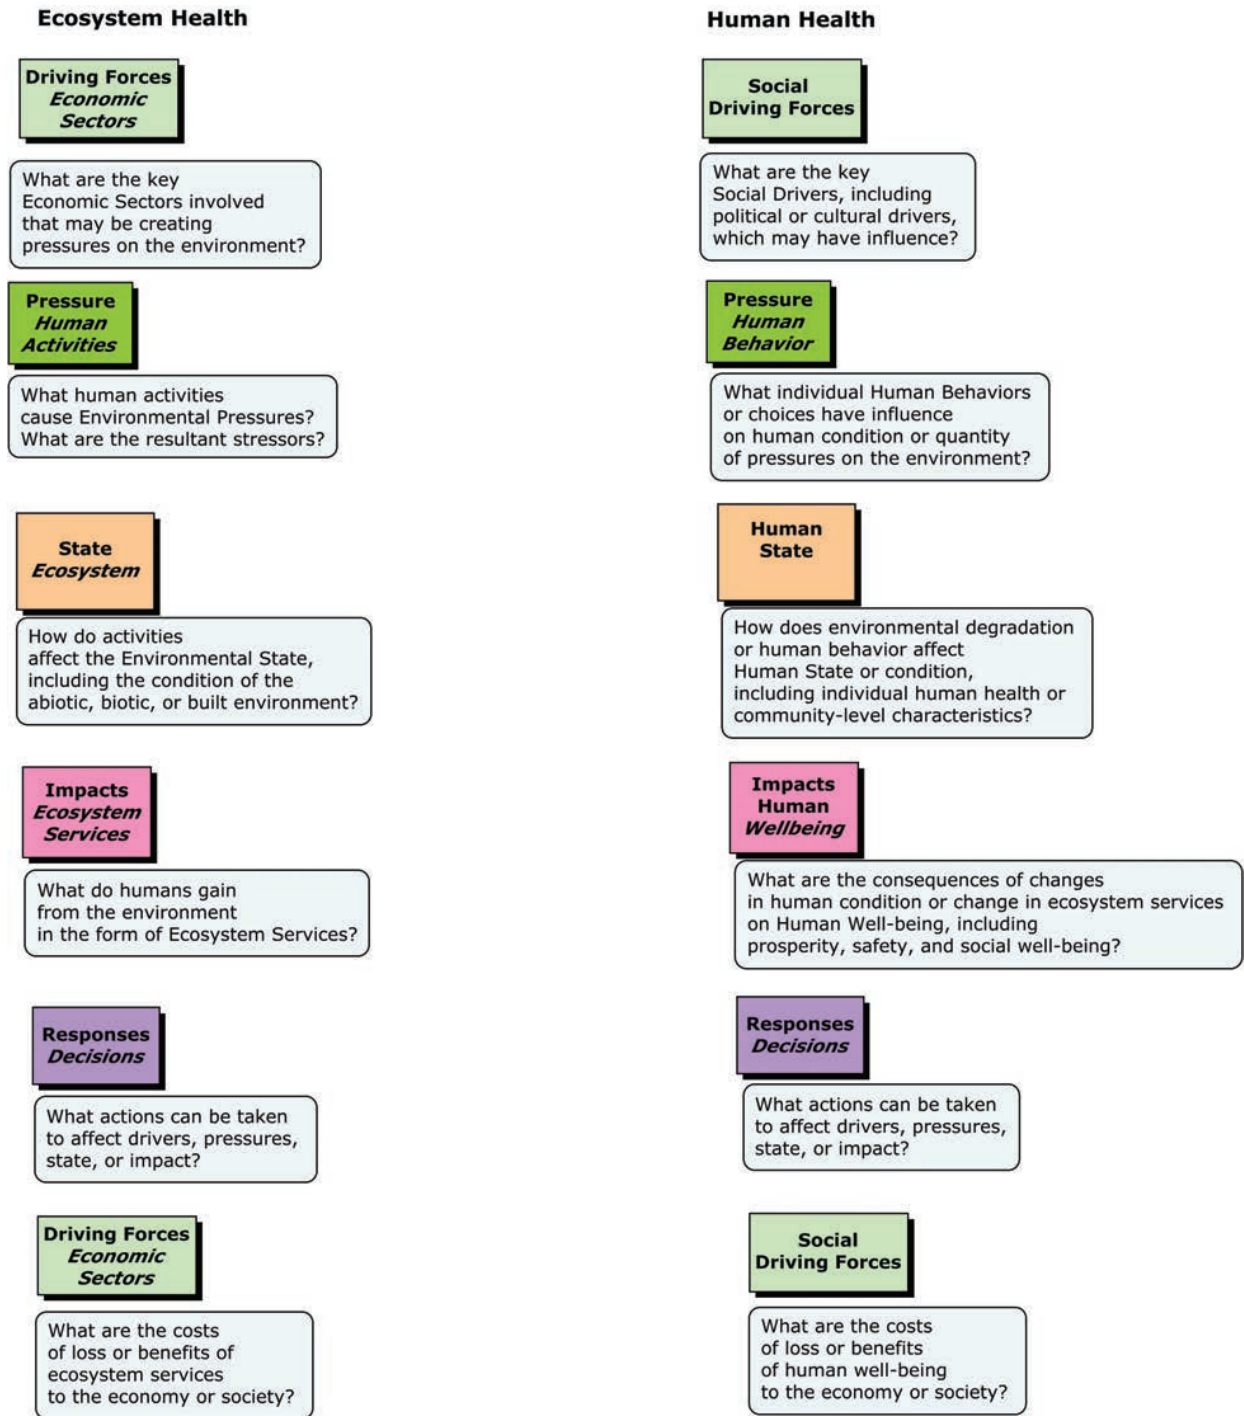 Ecosystem Health
Driving Forces
Economic
Sectors
What are the key
Economic Sectors involved
that may be creating
pressures on the environment?
Pressure
Human
Activities
What human activities
cause Environmental Pressures?
What are the resultant stressors?
State
Ecosystem
How do activities
affect the Environmental State,
including the condition of the
abiotic, biotic, or built environment?
Impacts
Ecosystem
Services
What do humans gain
from the environment
in the form of Ecosystem Services?
Responses
Decisions
What actions can be taken
to affect drivers, pressures,
state, or impact?
Driving Forces
Economic
Sectors
What are the costs
of loss or benefits of
ecosystem services
to the economy or society?
Human Health
Social
Driving Forces
What are the key
Social Drivers, including
political or cultural drivers,
which may have influence?
Pressure
Human
Behavior
What individual Human Behaviors
or choices have influence
on human condition or quantity
of pressures on the environment?
Human
State
How does environmental degradation
or human behavior affect
Human State or condition,
including individual human health or
community-level characteristics?
Impacts
Human
Wellbeing
What are the consequences of changes
in human condition or change in ecosystem services
on Human Well-being, including
prosperity, safety, and social well-being?
Responses
Decisions
What actions can be taken
to affect drivers, pressures,
state, or impact?
Social
Driving Forces
What are the costs
of loss or benefits
of human well-being
to the economy or society?